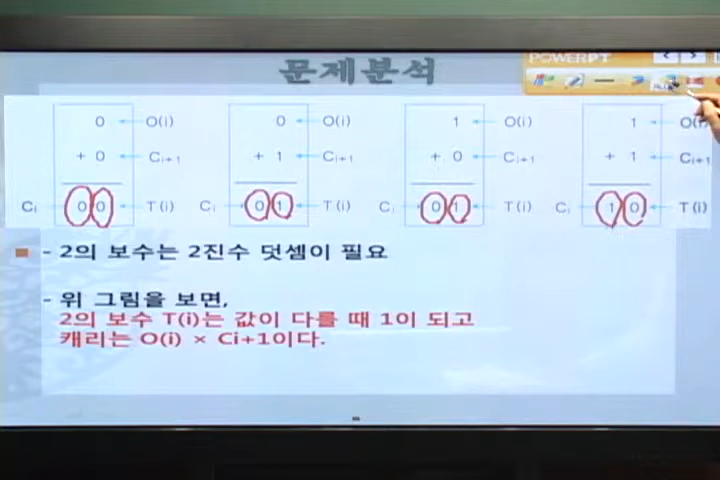 문제분석
POWERPT
0 O(i) 0 O(i) 1 O(i) 1 O(i)
+ 0 Ci+1 + 1 Ci+1 + 0 Ci+1 + 1 Ci+1
Ci 0 0 T(i) Ci 0 1 T(i) Ci 0 1 T(i) Ci 1 0 T(i)
- 2의 보수는 2진수 덧셈이 필요
- 위 그림을 보면,
2의 보수 T(i)는 값이 다를 때 1이 되고
캐리는 O(i) × Ci+1이다.